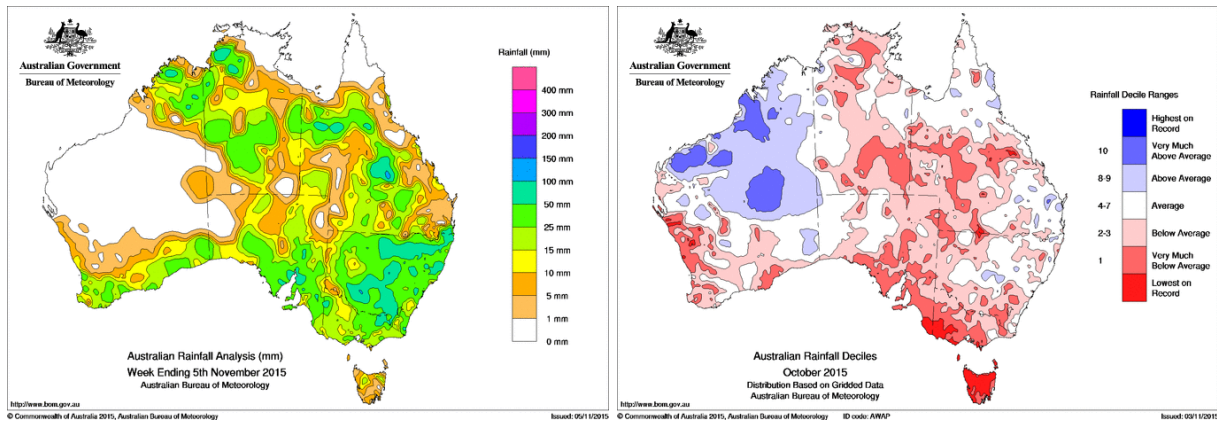 Australian Government
Bureau of Meteorology
Rainfall (mm)
400 mm
300 mm
200 mm
150 mm
100 mm
50 mm
25 mm
15 mm
10 mm
5 mm
1 mm
0 mm
Australian Rainfall Analysis (mm)
Week Ending 5th November 2015
Australian Bureau of Meteorology
http://www.bom.gov.au
© Commonwealth of Australia 2015, Australian Bureau of Meteorology
Issued: 05/11/2015
Australian Government
Bureau of Meteorology
Rainfall Decile Ranges
Highest on
Record
10
Very Much
Above Average
8-9
Above Average
4-7
Average
2-3
Below Average
1
Very Much
Below Average
Lowest on
Record
Australian Rainfall Deciles
October 2015
Distribution Based on Gridded Data
Australian Bureau of Meteorology
http://www.bom.gov.au
© Commonwealth of Australia 2015, Australian Bureau of Meteorology
ID code: AWAP
Issued: 03/11/2015